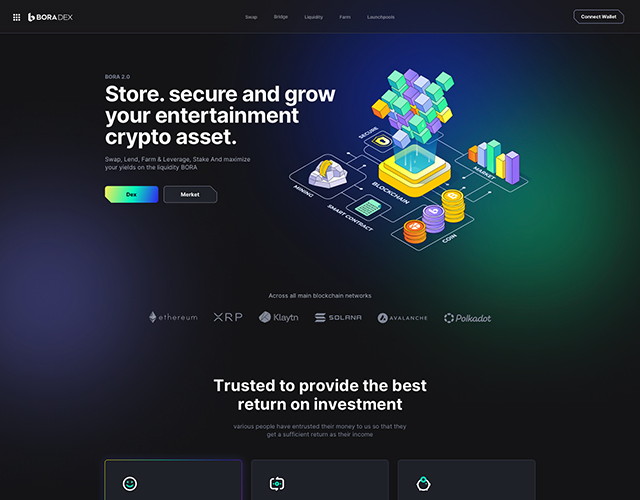 BORA DEX
Swap
Bridge
Liquidity
Farm
Launchpools
Connect Wallet
BORA 2.0
Store. secure and grow
your entertainment
crypto asset.
Swap, Lend, Farm & Leverage, Stake And maximize
your yields on the liquidity BORA
Dex
Merket
SECURE
MINING
BLOCKCHAIN
MARKET
SMART CONTRACT
COIN
Across all main blockchain networks
ethereum
XRP
Klaytn
SOLANA
AVALANCHE
Polkadot
Trusted to provide the best
return on investment
various people have entrusted their money to us so that they
get a sufficient return as their income